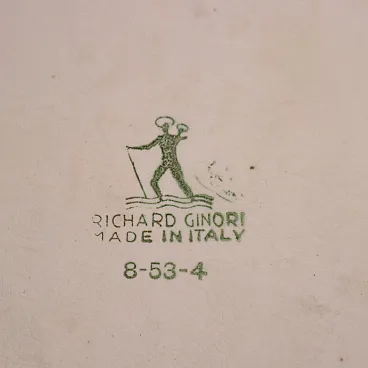 RICHARD GINORI
MADE IN ITALY
8-53-4